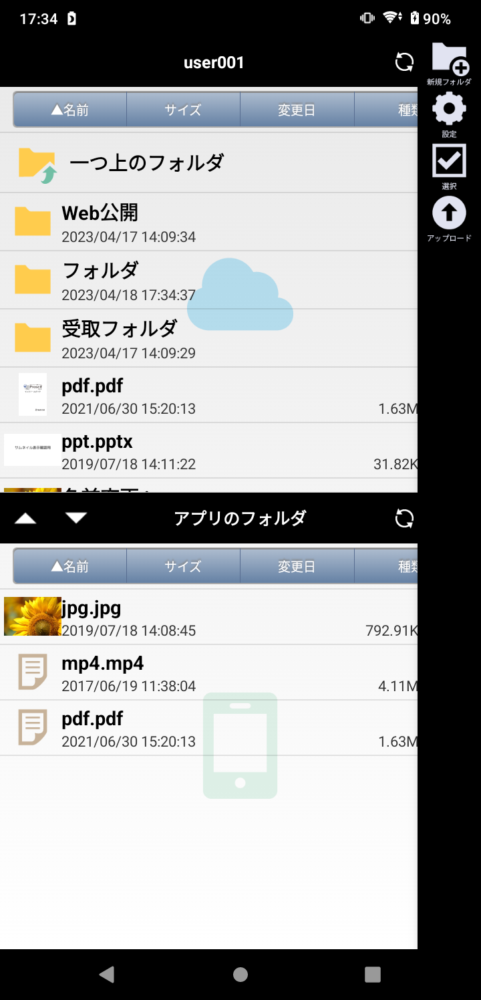 17:34
90%
user001
新規フォルダ
設定
選択
アップロード
▲名前 サイズ 変更日 種類
一つ上のフォルダ
Web公開
2023/04/17 14:09:34
フォルダ
2023/04/18 17:34:37
受取フォルダ
2023/04/17 14:09:29
pdf.pdf
2021/06/30 15:20:13 1.63M
ppt.pptx
2019/07/18 14:11:22 31.82K
サムネイル表示確認用
アプリのフォルダ
▲名前 サイズ 変更日 種類
jpg.jpg
2019/07/18 14:08:45 792.91K
mp4.mp4
2017/06/19 11:38:04 4.11M
pdf.pdf
2021/06/30 15:20:13 1.63M